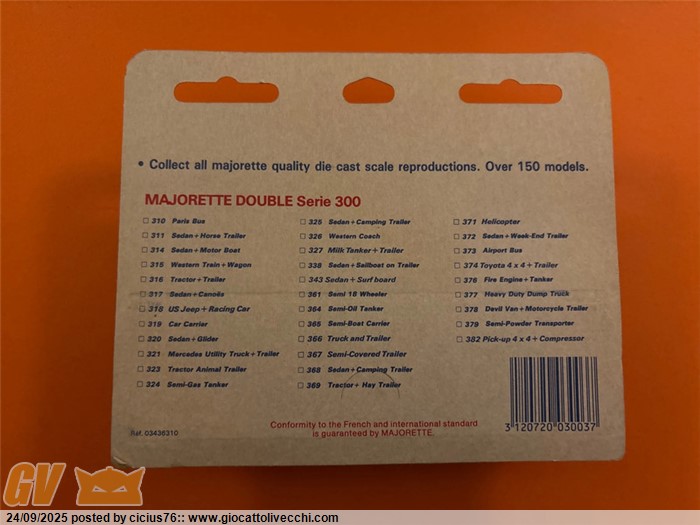 • Collect all majorette quality die cast scale reproductions. Over 150 models.
MAJORETTE DOUBLE Serie 300
310 Paris Bus
311 Sedan+Horse Trailer
314 Sedan+Motor Boat
315 Western Train+Wagon
316 Tractor+Trailer
317 Sedan+Canoës
318 US Jeep+Racing Car
319 Car Carrier
320 Sedan+Glider
321 Mercedes Utility Truck+Trailer
323 Tractor Animal Trailer
324 Semi-Gas Tanker
325 Sedan+Camping Trailer
326 Western Coach
327 Milk Tanker+Trailer
338 Sedan+Sailboat on Trailer
343 Sedan+Surf board
361 Semi 18 Wheeler
364 Semi-Oil Tanker
365 Semi-Boat Carrier
366 Truck and Trailer
367 Semi-Covered Trailer
368 Sedan+Camping Trailer
369 Tractor+Hay Trailer
371 Helicopter
372 Sedan+Week-End Trailer
373 Airport Bus
374 Toyota 4x4+Trailer
376 Fire Engine+Tanker
377 Heavy Duty Dump Truck
378 Devil Van+Motorcycle Trailer
379 Semi-Powder Transporter
382 Pick-up 4x4+Compressor
Réf. 03436310
Conformity to the French and international standard
is guaranteed by MAJORETTE.
3 120720 030037
GV
24/09/2025 posted by cicius76:: www.giocattolivecchi.com